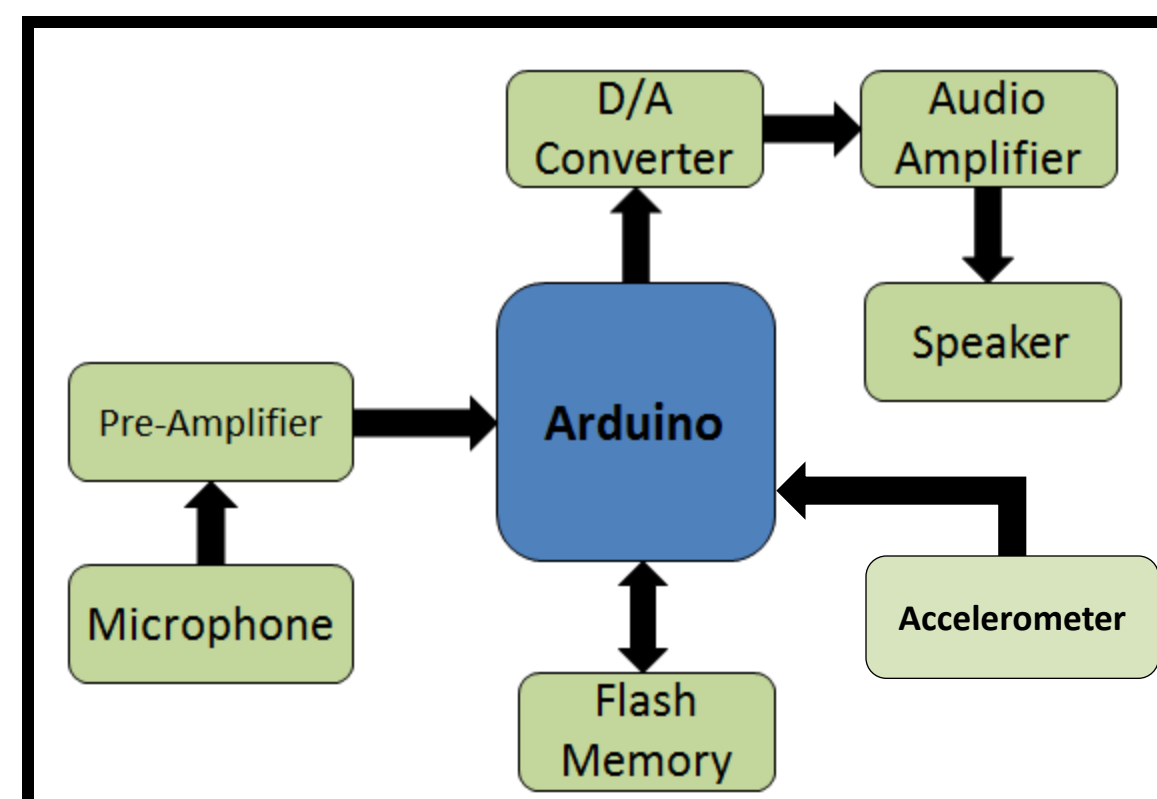 D/A
Converter
Audio
Amplifier
Speaker
Pre-Amplifier
Arduino
Microphone
Accelerometer
Flash
Memory